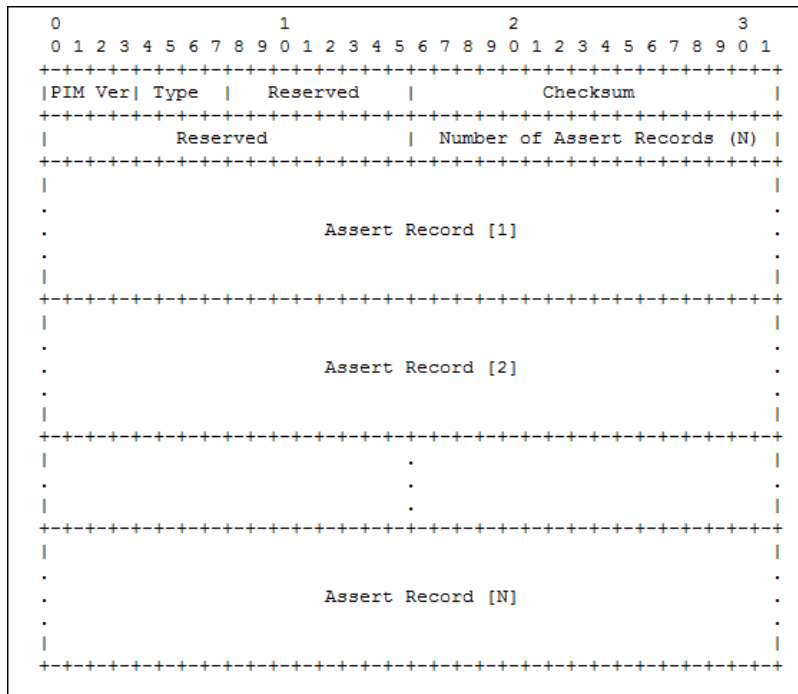 0                   1                   2                   3
0 1 2 3 4 5 6 7 8 9 0 1 2 3 4 5 6 7 8 9 0 1 2 3 4 5 6 7 8 9 0 1
+-+-+-+-+-+-+-+-+-+-+-+-+-+-+-+-+-+-+-+-+-+-+-+-+-+-+-+-+-+-+-+-+
|PIM Ver| Type  |   Reserved    |           Checksum            |
+-+-+-+-+-+-+-+-+-+-+-+-+-+-+-+-+-+-+-+-+-+-+-+-+-+-+-+-+-+-+-+-+
|           Reserved            |  Number of Assert Records (N) |
+-+-+-+-+-+-+-+-+-+-+-+-+-+-+-+-+-+-+-+-+-+-+-+-+-+-+-+-+-+-+-+-+
|                                                               |
.                                                               .
.                        Assert Record [1]                      .
.                                                               .
|                                                               |
+-+-+-+-+-+-+-+-+-+-+-+-+-+-+-+-+-+-+-+-+-+-+-+-+-+-+-+-+-+-+-+-+
|                                                               |
.                                                               .
.                        Assert Record [2]                      .
.                                                               .
|                                                               |
+-+-+-+-+-+-+-+-+-+-+-+-+-+-+-+-+-+-+-+-+-+-+-+-+-+-+-+-+-+-+-+-+
|                               .                               |
.                               .                               .
|                               .                               |
+-+-+-+-+-+-+-+-+-+-+-+-+-+-+-+-+-+-+-+-+-+-+-+-+-+-+-+-+-+-+-+-+
|                                                               |
.                                                               .
.                        Assert Record [N]                      .
.                                                               .
|                                                               |
+-+-+-+-+-+-+-+-+-+-+-+-+-+-+-+-+-+-+-+-+-+-+-+-+-+-+-+-+-+-+-+-+